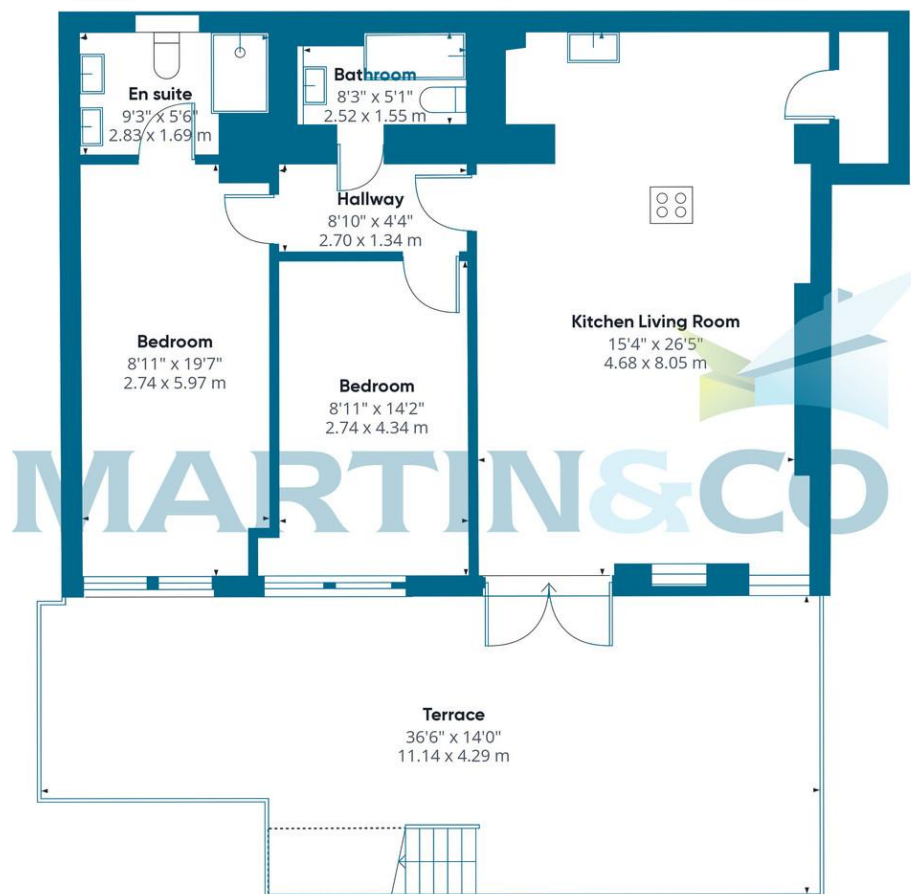 En suite
9'3" x 5'6"
2.83 x 1.69 m
Bathroom
8'3" x 5'1"
2.52 x 1.55 m
Hallway
8'10" x 4'4"
2.70 x 1.34 m
Kitchen Living Room
15'4" x 26'5"
4.68 x 8.05 m
Bedroom
8'11" x 19'7"
2.74 x 5.97 m
Bedroom
8'11" x 14'2"
2.74 x 4.34 m
MARTIN&CO
Terrace
36'6" x 14'0"
11.14 x 4.29 m